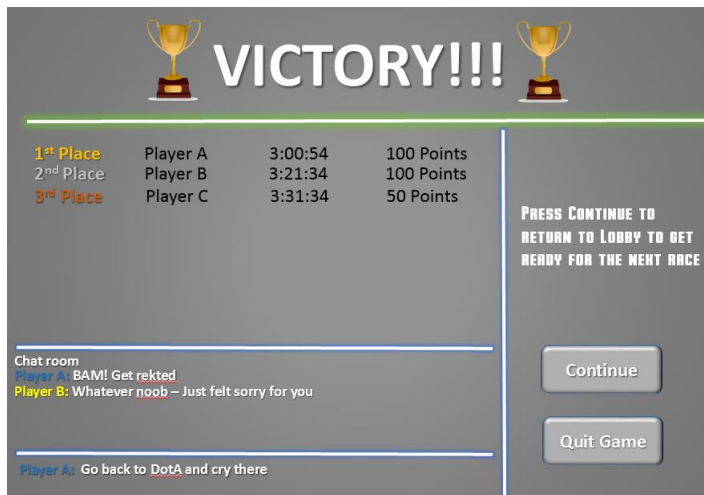 VICTORY!!!
1st Place Player A 3:00:54 100 Points
2nd Place Player B 3:21:34 100 Points
3rd Place Player C 3:31:34 50 Points
Press Continue to
return to Lobby to get
ready for the next race
Chat room
Player A: BAM! Get rekted
Player B: Whatever noob – Just felt sorry for you
Player A: Go back to DotA and cry there
Continue
Quit Game